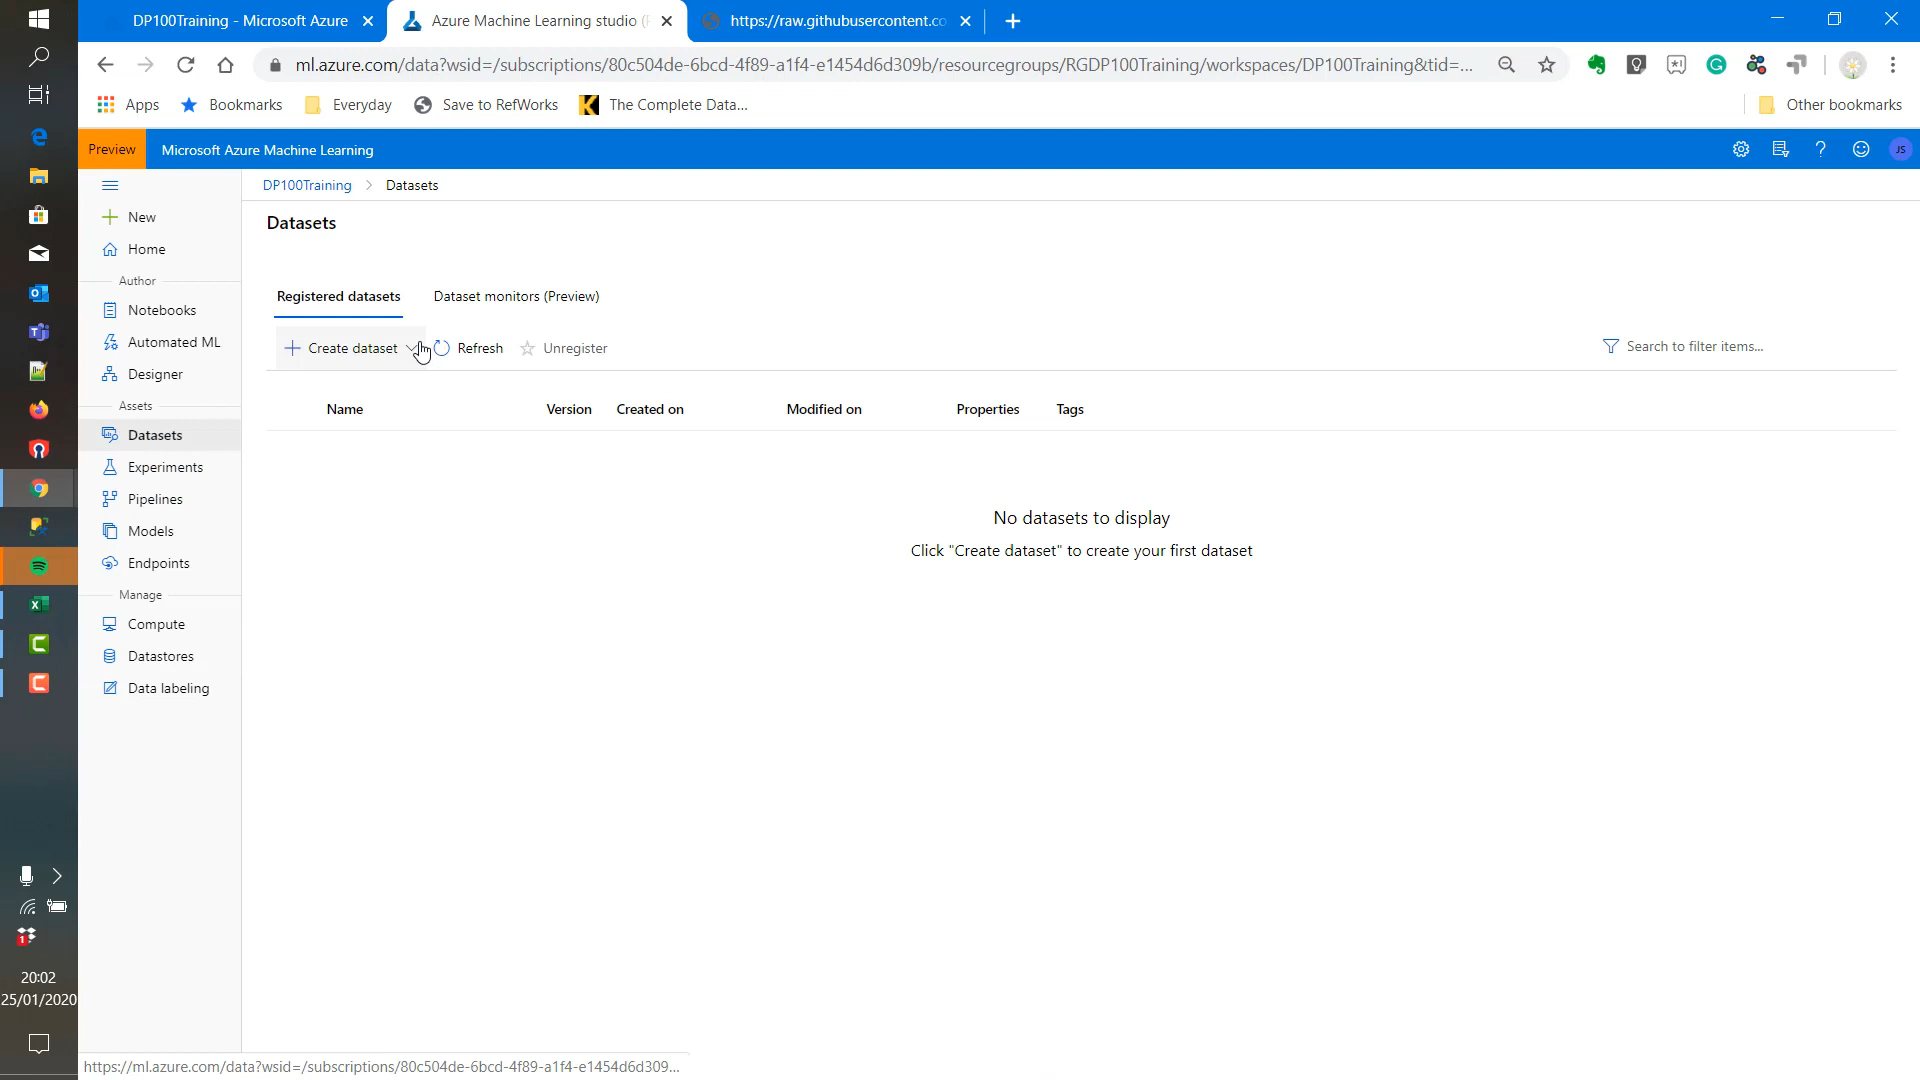 DP100Training - Microsoft Azure
Azure Machine Learning studio (
https://raw.githubusercontent.co
ml.azure.com/data?wsid=/subscriptions/80c504de-6bcd-4f89-a1f4-e1454d6d309b/resourcegroups/RGDP100Training/workspaces/DP100Training&tid=...
Apps
Bookmarks
Everyday
Save to RefWorks
The Complete Data...
Other bookmarks
Preview
Microsoft Azure Machine Learning
JS
DP100Training > Datasets
New
Home
Author
Notebooks
Automated ML
Designer
Assets
Datasets
Experiments
Pipelines
Models
Endpoints
Manage
Compute
Datastores
Data labeling
Datasets
Registered datasets
Dataset monitors (Preview)
Create dataset
Refresh
Unregister
Search to filter items...
Name
Version
Created on
Modified on
Properties
Tags
No datasets to display
Click "Create dataset" to create your first dataset
1
20:02
25/01/2020
https://ml.azure.com/data?wsid=/subscriptions/80c504de-6bcd-4f89-a1f4-e1454d6d309...